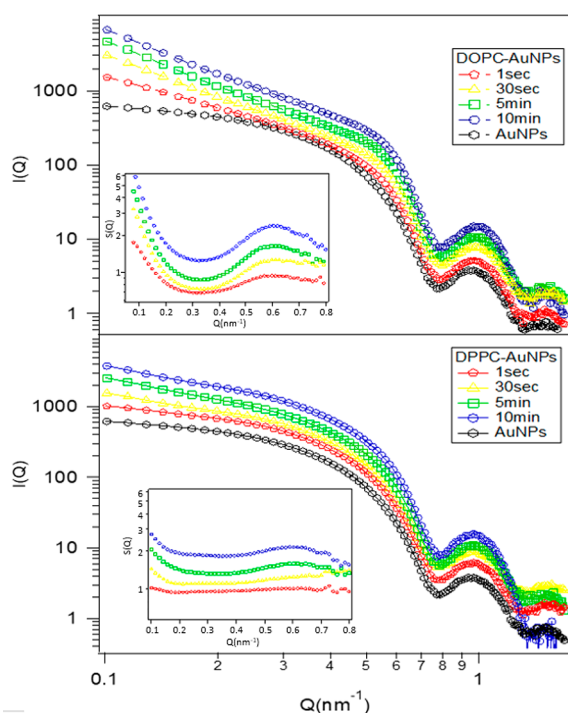 DOPC-AuNPs
1sec
30sec
5min
10min
AuNPs
1000
100
10
1
I(Q)
6
5
4
3
2
1
S(Q)
0.1 0.2 0.3 0.4 0.5 0.6 0.7 0.8
Q(nm⁻¹)
DPPC-AuNPs
1sec
30sec
5min
10min
AuNPs
1000
100
10
1
I(Q)
6
5
4
3
2
1
S(Q)
0.1 0.2 0.3 0.4 0.5 0.6 0.7 0.8
Q(nm⁻¹)
0.1 2 3 4 5 6 7 8 9 1
Q(nm⁻¹)